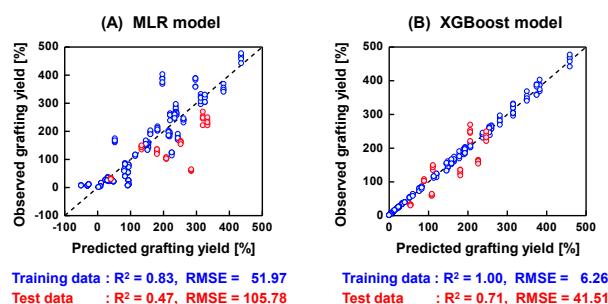 (A) MLR model
(B) XGBoost model
Observed grafting yield [%]
500
400
300
200
100
0
-100
-100 0 100 200 300 400 500
Predicted grafting yield [%]
Observed grafting yield [%]
500
400
300
200
100
0
0 100 200 300 400 500
Predicted grafting yield [%]
Training data : R² = 0.83, RMSE = 51.97
Test data : R² = 0.47, RMSE = 105.78
Training data : R² = 1.00, RMSE = 6.26
Test data : R² = 0.71, RMSE = 41.51